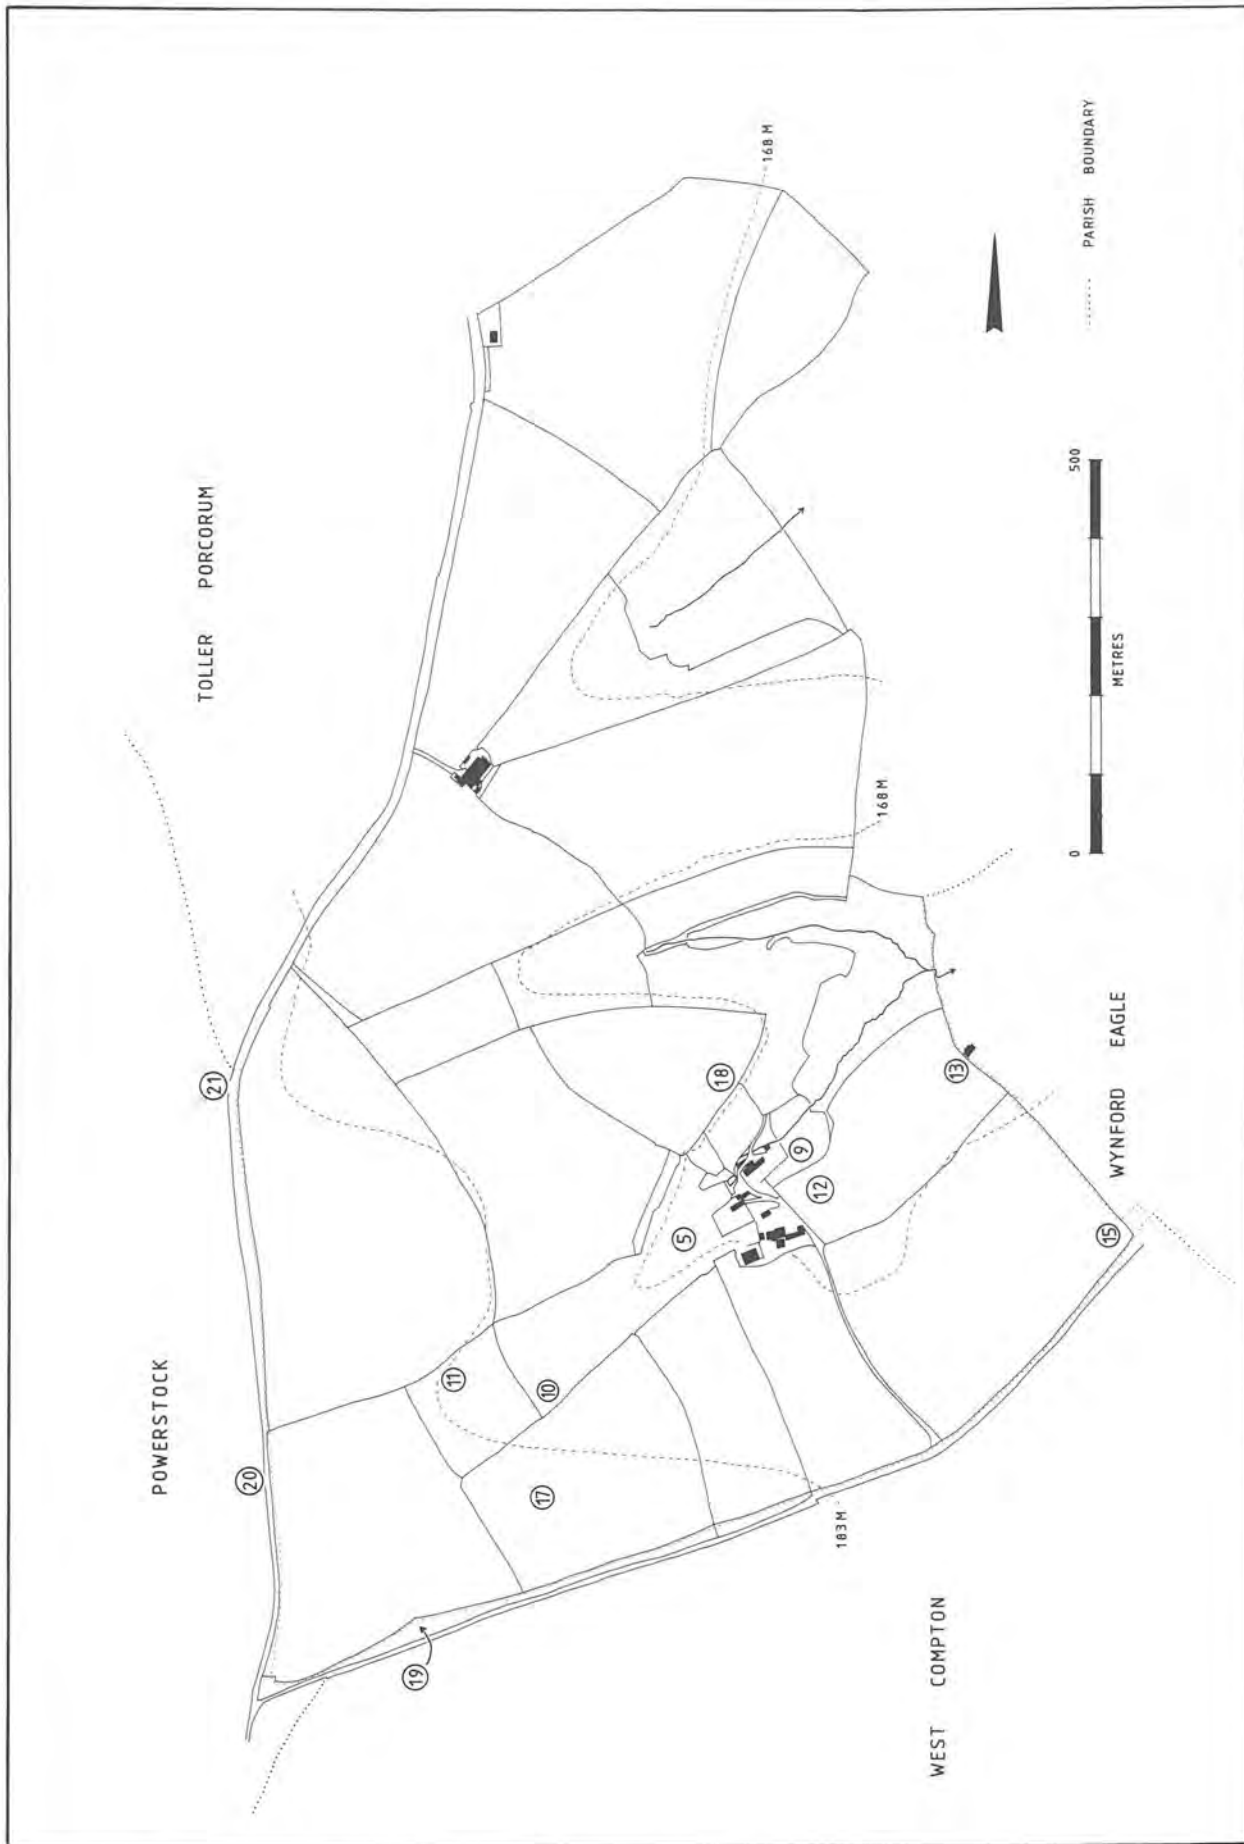 POWERSTOCK
TOLLER PORCORUM
21
20
19
11
10
17
5
18
9
12
13
15
168 M
168 M
183 M
WEST COMPTON
WYNFORD EAGLE
0
500
METRES
PARISH BOUNDARY